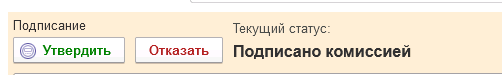 Подписание
Текущий статус:
Утвердить
Отказать
Подписано комиссией